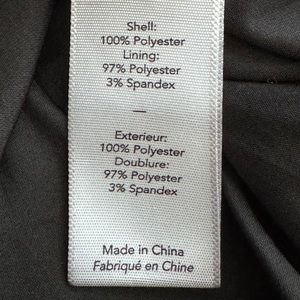 Shell:
100% Polyester
Lining:
97% Polyester
3% Spandex
—
Exterieur:
100% Polyester
Doublure:
97% Polyester
3% Spandex
Made in China
Fabriqué en Chine